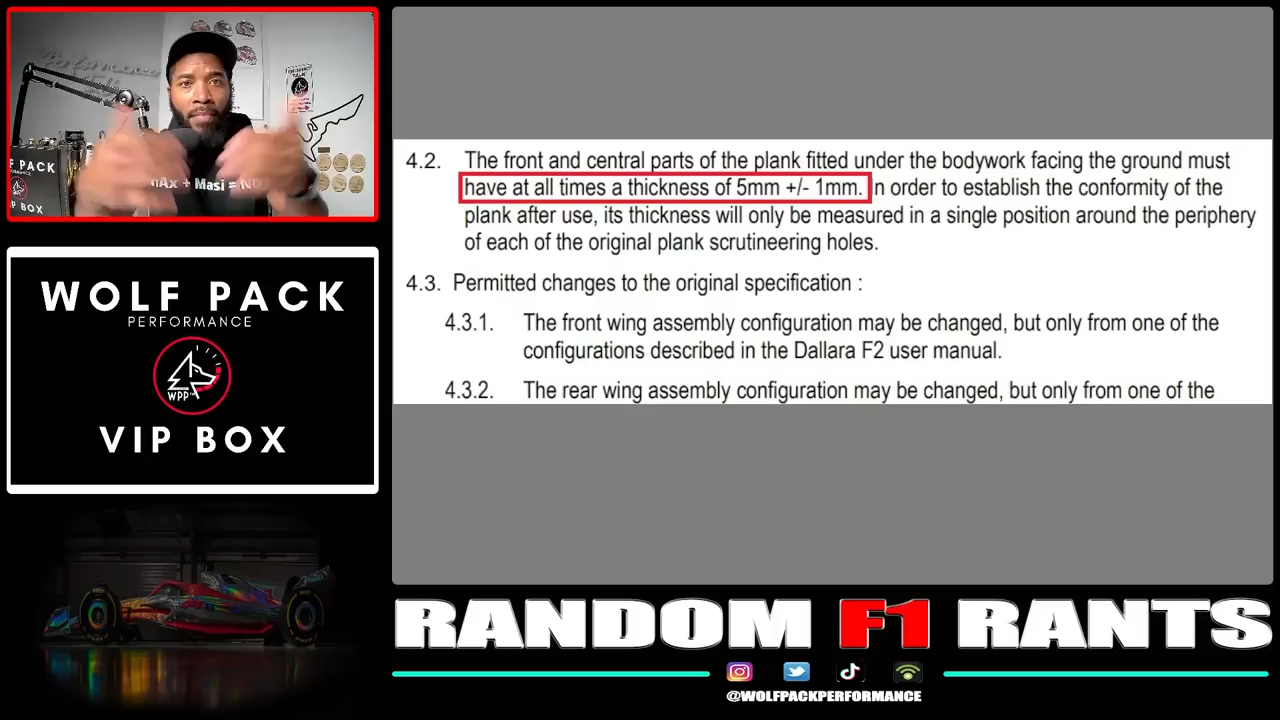 Performance
LF PACK
BOX
Masi =
4.2. The front and central parts of the plank fitted under the bodywork facing the ground must
have at all times a thickness of 5mm +/- 1mm. In order to establish the conformity of the
plank after use, its thickness will only be measured in a single position around the periphery
of each of the original plank scrutineering holes.
4.3. Permitted changes to the original specification :
4.3.1. The front wing assembly configuration may be changed, but only from one of the
configurations described in the Dallara F2 user manual.
4.3.2. The rear wing assembly configuration may be changed, but only from one of the
WOLF PACK
PERFORMANCE
WPP
VIP BOX
RANDOM F1 RANTS
@WOLFPACKPERFORMANCE